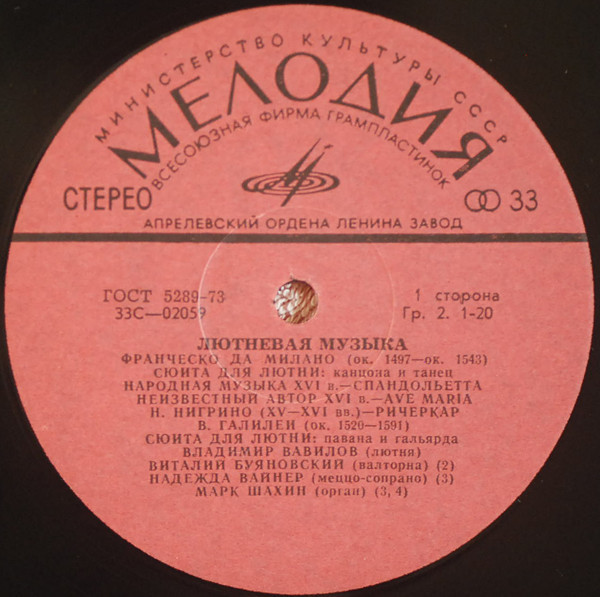 МИНИСТЕРСТВО КУЛЬТУРЫ СССР
МЕЛОДИЯ
ВСЕСОЮЗНАЯ ФИРМА ГРАМПЛАСТИНОК
СТЕРЕО
33
АПРЕЛЕВСКИЙ ОРДЕНА ЛЕНИНА ЗАВОД
ГОСТ 5289-73
33С—02059
1 сторона
Гр. 2. 1-20
ЛЮТНЕВАЯ МУЗЫКА
ФРАНЧЕСКО ДА МИЛАНО (ок. 1497—ок. 1543)
СЮИТА ДЛЯ ЛЮТНИ: канцона и танец
НАРОДНАЯ МУЗЫКА XVI в.—СПАНДОЛЬЕТТА
НЕИЗВЕСТНЫЙ АВТОР XVI в.—AVE MARIA
Н. НИГРИНО (XV—XVI вв.)—РИЧЕРКАР
В. ГАЛИЛЕИ (ок. 1520—1591)
СЮИТА ДЛЯ ЛЮТНИ: павана и гальярда
ВЛАДИМИР ВАВИЛОВ (лютня)
ВИТАЛИЙ БУЯНОВСКИЙ (валторна) (2)
НАДЕЖДА ВАЙНЕР (меццо-сопрано) (3)
МАРК ШАХИН (орган) (3, 4)